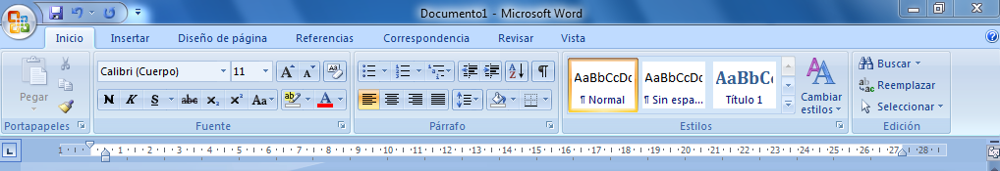 Documento1 - Microsoft Word
Inicio Insertar Diseño de página Referencias Correspondencia Revisar Vista
Calibri (Cuerpo) 11 A A Aa
AaBbCcDc AaBbCcDc AaBbC
Buscar
Reemplazar
Seleccionar
Pegar
N K S abc x₂ x² Aa ab A
¶ Normal ¶ Sin espa... Título 1
Cambiar estilos
Portapapeles Fuente Párrafo Estilos Edición
1 1 2 3 4 5 6 7 8 9 10 11 12 13 14 15 16 17 18 19 20 21 22 23 24 25 26 27 28